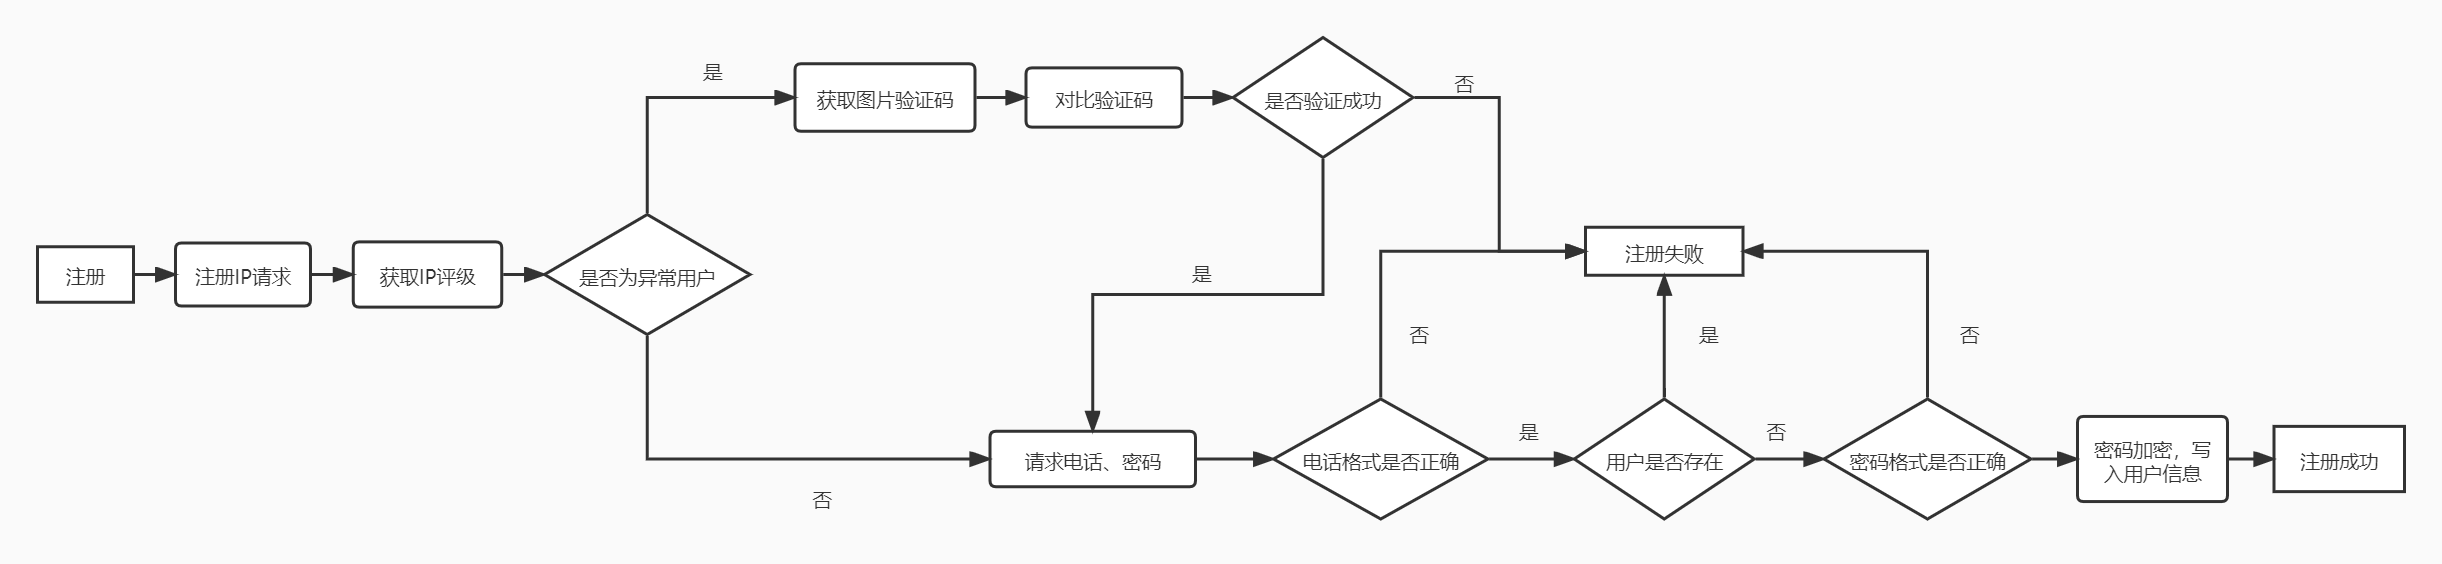 是
获取图片验证码
对比验证码
是否验证成功
否
注册
注册IP请求
获取IP评级
是否为异常用户
是
注册失败
否
是
否
否
请求电话、密码
电话格式是否正确
是
用户是否存在
否
密码格式是否正确
密码加密，写
入用户信息
注册成功